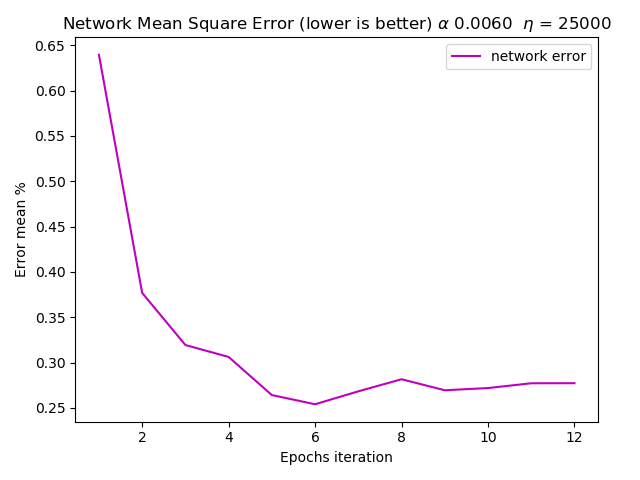 Network Mean Square Error (lower is better) α 0.0060 η = 25000
network error
0.65
0.60
0.55
0.50
0.45
0.40
0.35
0.30
0.25
Error mean %
2 4 6 8 10 12
Epochs iteration